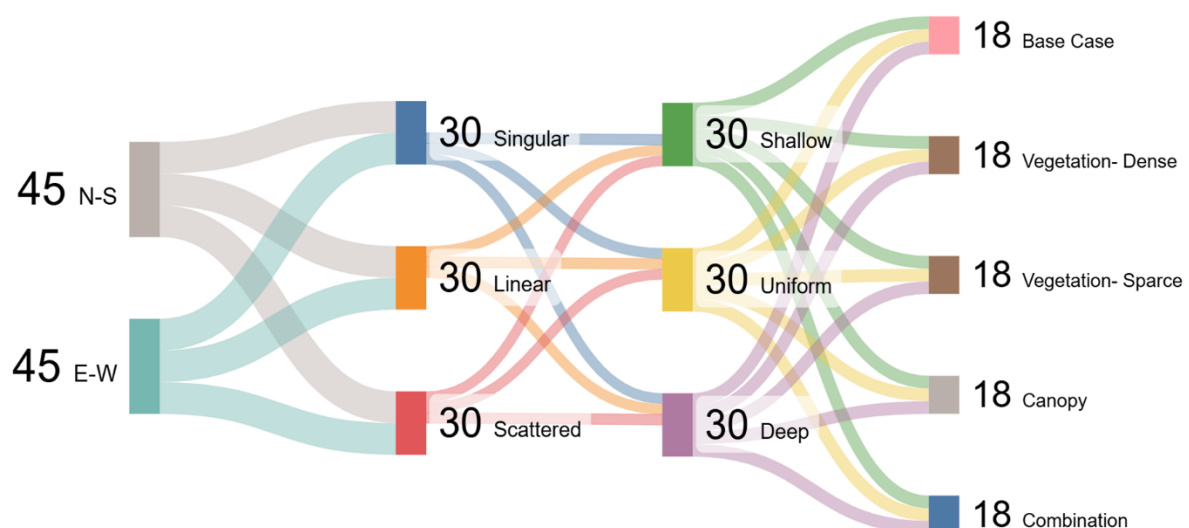 45 N-S
45 E-W
30 Singular
30 Linear
30 Scattered
30 Shallow
30 Uniform
30 Deep
18 Base Case
18 Vegetation- Dense
18 Vegetation- Sparce
18 Canopy
18 Combination